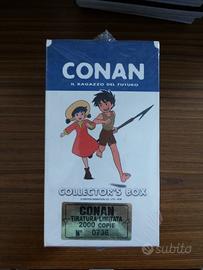 CONAN
IL RAGAZZO DEL FUTURO
COLLECTOR'S BOX
CONAN
TIRATURA LIMITATA
2000 COPIE
N° 0736
subito